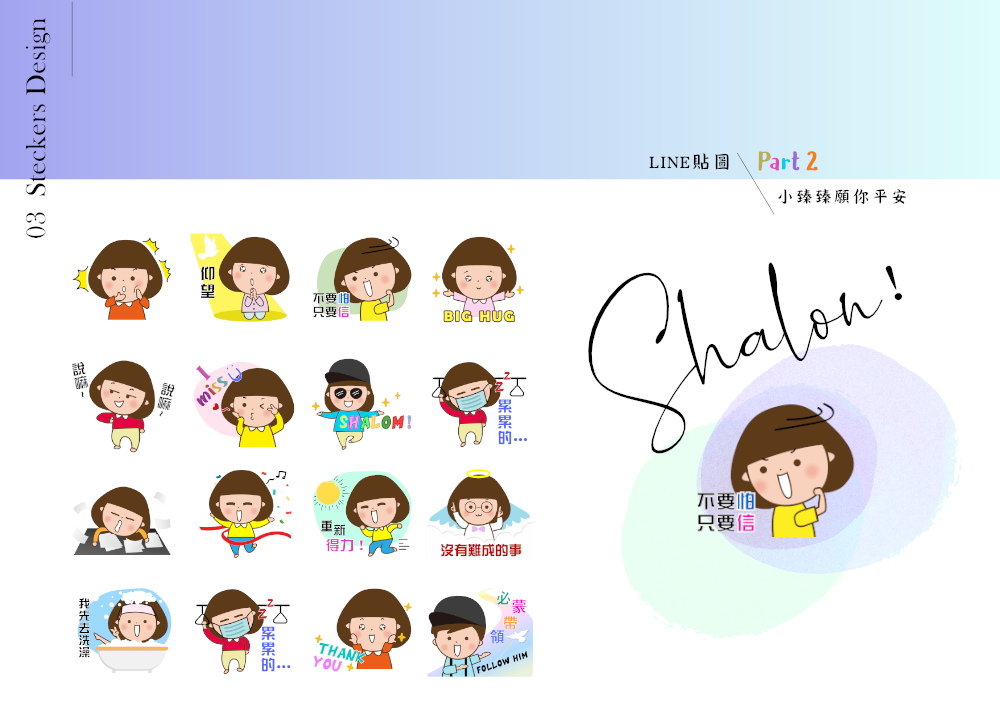 03 Steckers Design
LINE貼圖
Part 2
小臻臻願你平安
Shalon!
仰望
不要怕
只要信
BIG HUG
說嘛~
說嘛~
I miss U
SHALOM!
zzz
累累的...
重新
得力!
沒有難成的事
我先去洗澡
zzz
累累的...
THANK
YOU
必蒙
帶
領
FOLLOW HIM
不要怕
只要信